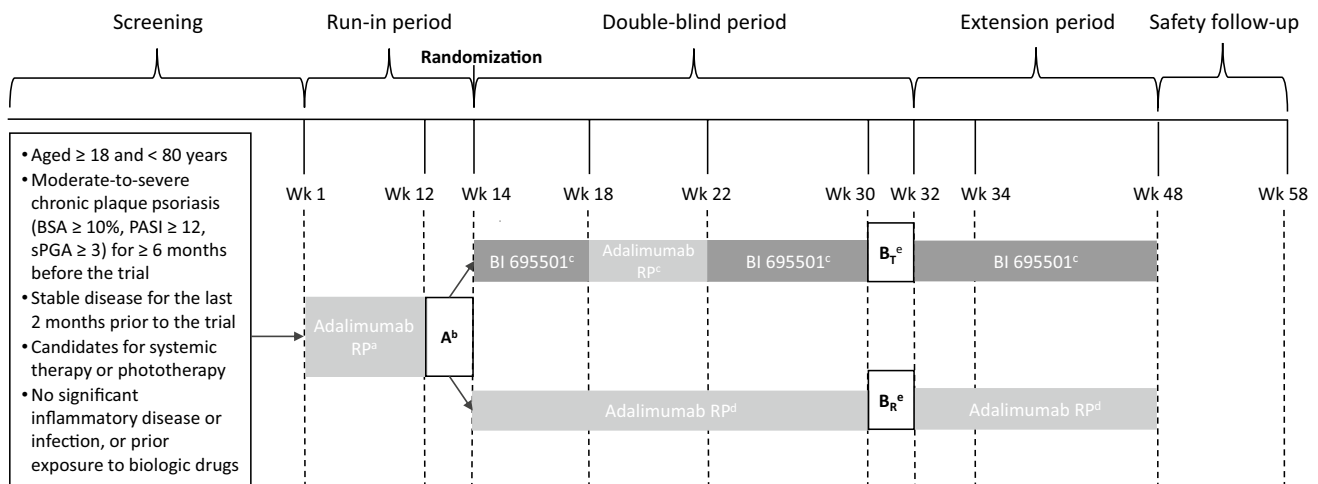 Screening
Run-in period
Double-blind period
Extension period
Safety follow-up
Randomization
• Aged ≥ 18 and < 80 years
• Moderate-to-severe
chronic plaque psoriasis
(BSA ≥ 10%, PASI ≥ 12,
sPGA ≥ 3) for ≥ 6 months
before the trial
• Stable disease for the last
2 months prior to the trial
• Candidates for systemic
therapy or phototherapy
• No significant
inflammatory disease or
infection, or prior
exposure to biologic drugs
Wk 1
Wk 12
Wk 14
Wk 18
Wk 22
Wk 30
Wk 32
Wk 34
Wk 48
Wk 58
BI 695501ᶜ
Adalimumab
RPᶜ
BI 695501ᶜ
B_Tᵉ
BI 695501ᶜ
Adalimumab
RPᵃ
Aᵇ
Adalimumab RPᵈ
B_Rᵉ
Adalimumab RPᵈ